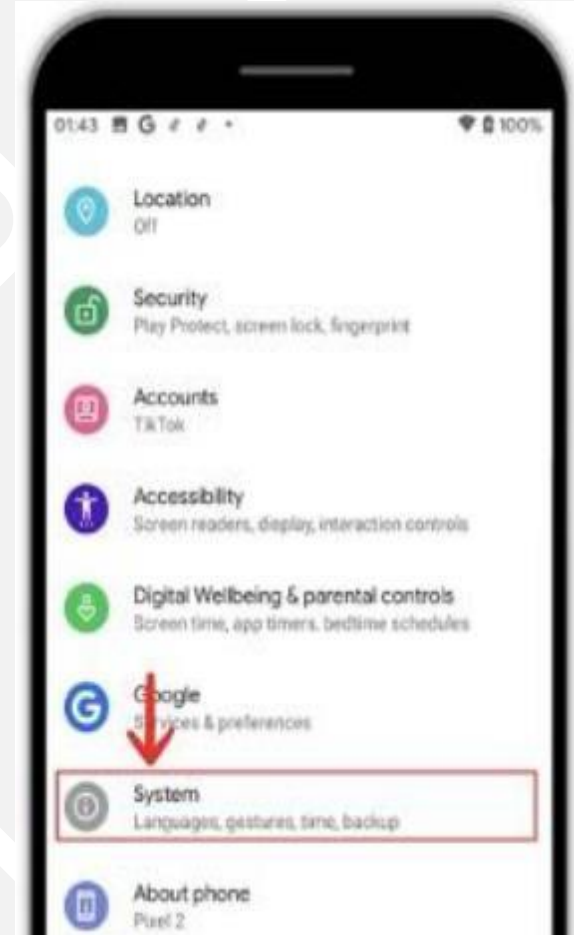 01:43 G 100%
Location
Off
Security
Play Protect, screen lock, fingerprint
Accounts
TikTok
Accessibility
Screen readers, display, interaction controls
Digital Wellbeing & parental controls
Screen time, app timers, bedtime schedules
Google
Services & preferences
System
Languages, gestures, time, backup
About phone
Pixel 2